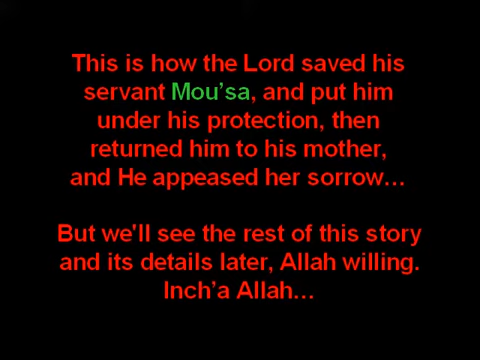 This is how the Lord saved his
servant Mou’sa, and put him
under his protection, then
returned him to his mother,
and He appeased her sorrow…
But we'll see the rest of this story
and its details later, Allah willing.
Inch’a Allah…